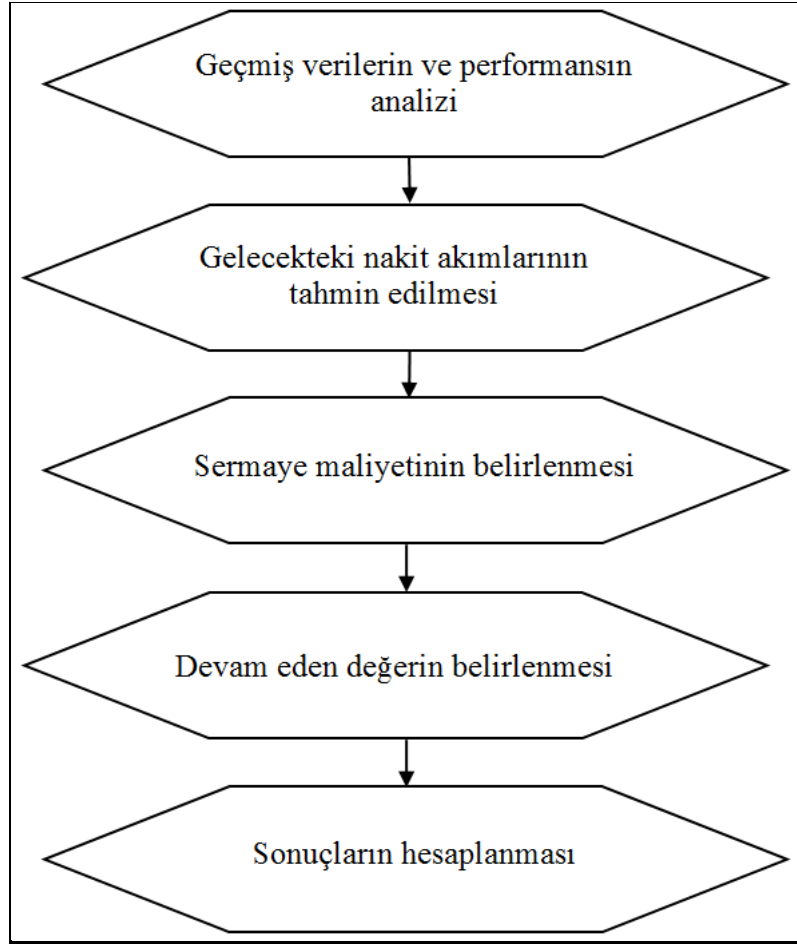 Geçmiş verilerin ve performansın
analizi
Gelecekteki nakit akımlarının
tahmin edilmesi
Sermaye maliyetinin belirlenmesi
Devam eden değerin belirlenmesi
Sonuçların hesaplanması